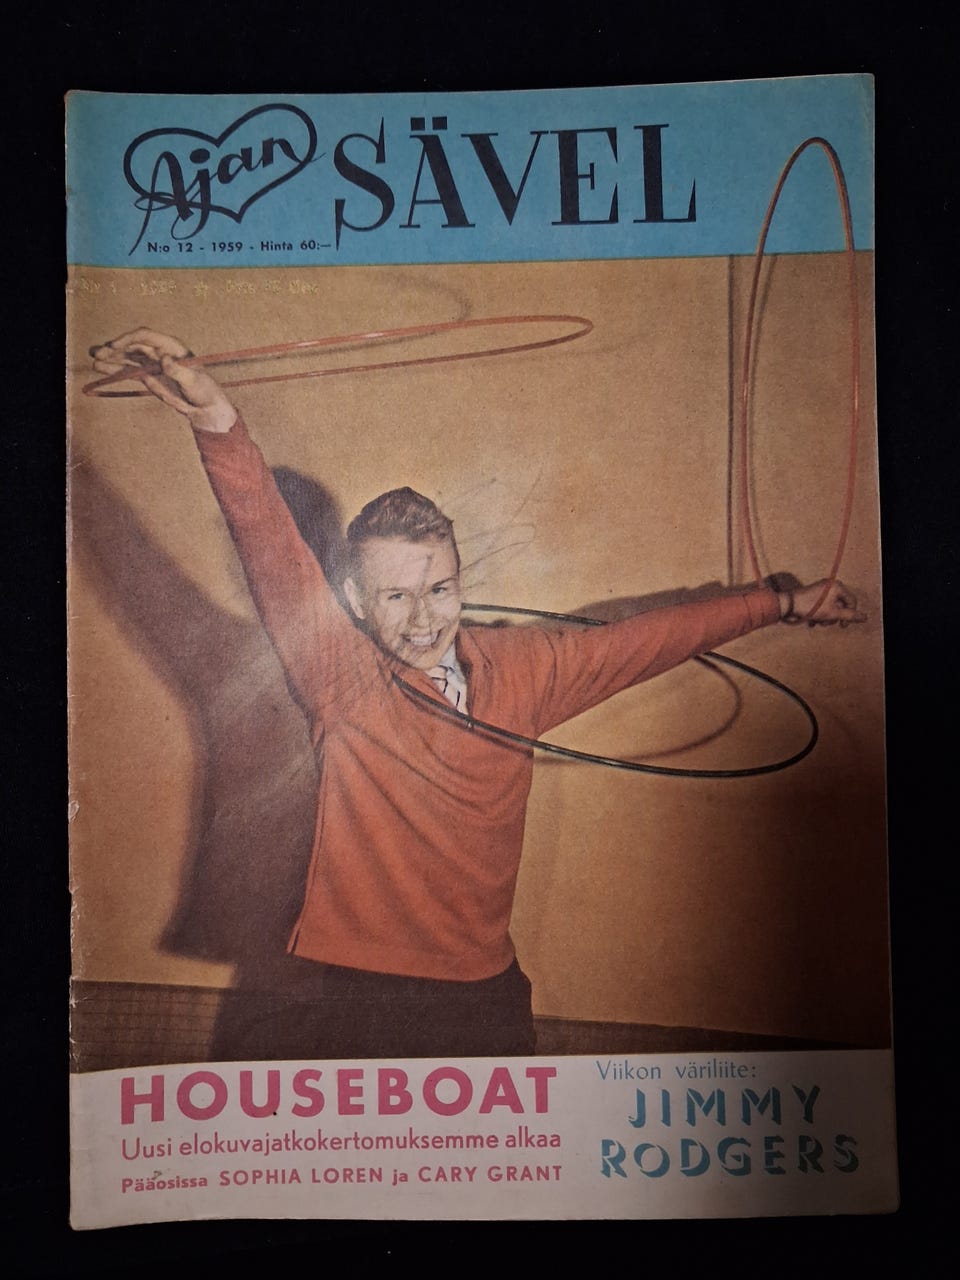 Ajan SÄVEL
N:o 12 - 1959 - Hinta 60:—
HOUSEBOAT
Uusi elokuvajatkokertomuksemme alkaa
Pääosissa SOPHIA LOREN ja CARY GRANT
Viikon väriliite:
JIMMY
RODGERS